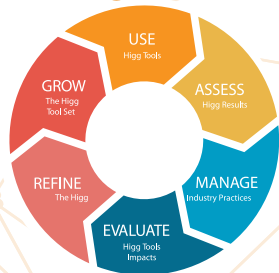 USE
Higg Tools
ASSESS
Higg Results
MANAGE
Industry Practices
EVALUATE
Higg Tools
Impacts
REFINE
The Higg
GROW
The Higg
Tool Set